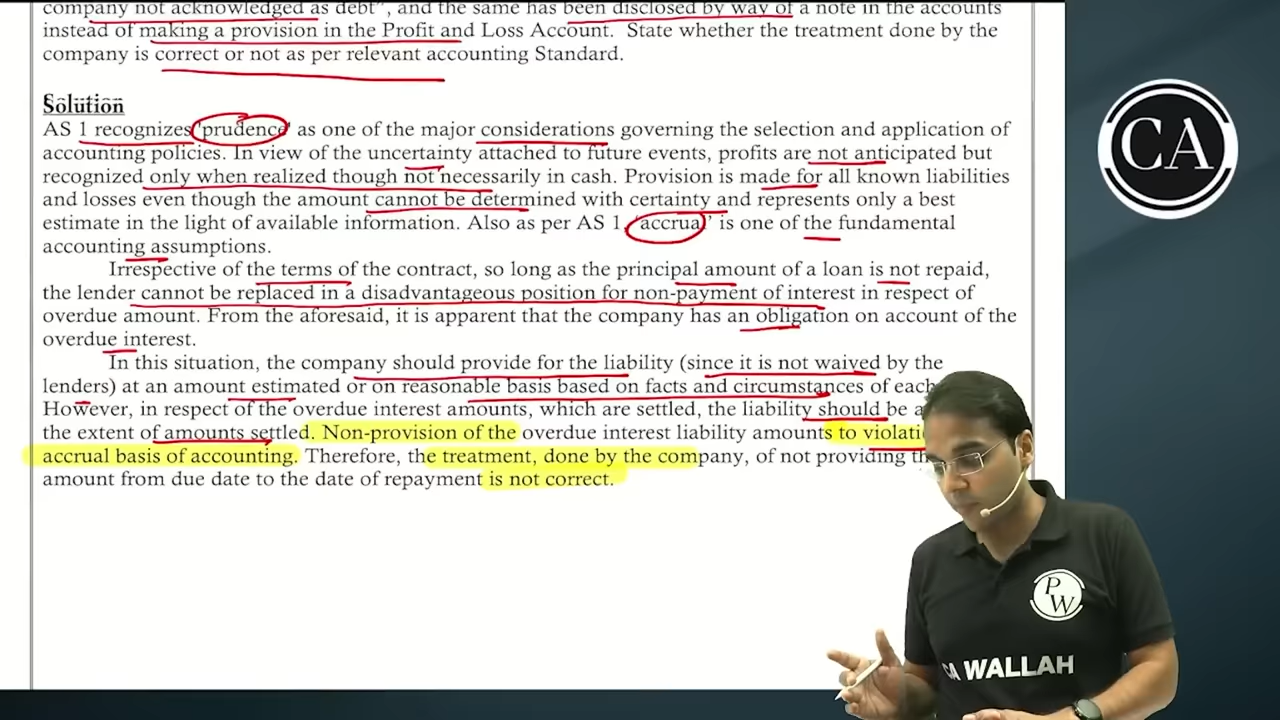 company not acknowledged as debt", and the same has been disclosed by way of a note in the accounts
instead of making a provision in the Profit and Loss Account. State whether the treatment done by the
company is correct or not as per relevant accounting Standard.
Solution
AS 1 recognizes 'prudence' as one of the major considerations governing the selection and application of
accounting policies. In view of the uncertainty attached to future events, profits are not anticipated but
recognized only when realized though not necessarily in cash. Provision is made for all known liabilities
and losses even though the amount cannot be determined with certainty and represents only a best
estimate in the light of available information. Also as per AS 1, 'accrual' is one of the fundamental
accounting assumptions.
Irrespective of the terms of the contract, so long as the principal amount of a loan is not repaid,
the lender cannot be replaced in a disadvantageous position for non-payment of interest in respect of
overdue amount. From the aforesaid, it is apparent that the company has an obligation on account of the
overdue interest.
In this situation, the company should provide for the liability (since it is not waived by the
lenders) at an amount estimated or on reasonable basis based on facts and circumstances of each
However, in respect of the overdue interest amounts, which are settled, the liability should be
the extent of amounts settled. Non-provision of the overdue interest liability amounts to
accrual basis of accounting. Therefore, the treatment, done by the company, of not providing
amount from due date to the date of repayment is not correct.
CA
PW
CA WALLAH